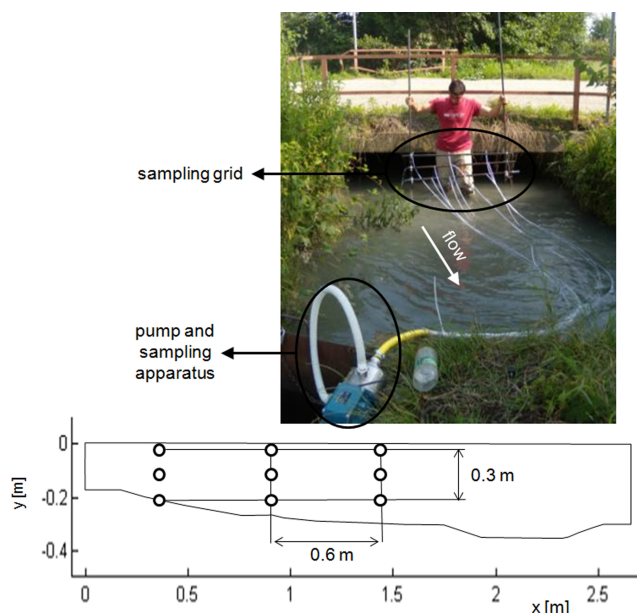 sampling grid
flow
pump and
sampling
apparatus
0
-0.2
-0.4
y [m]
0.3 m
0.6 m
0
0.5
1
1.5
2
2.5
x [m]